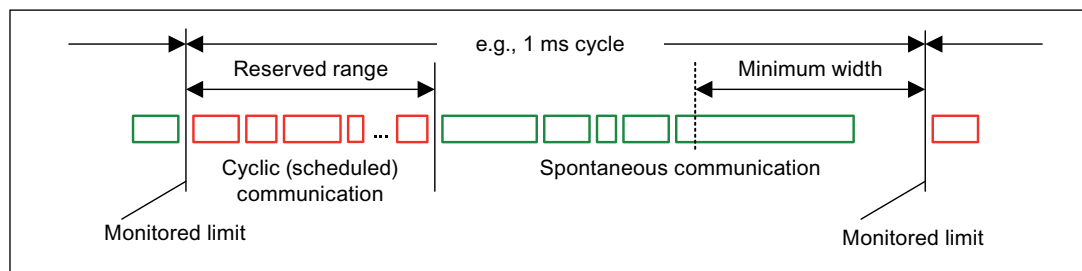 e.g., 1 ms cycle
Reserved range
Minimum width
...
Cyclic (scheduled)
communication
Spontaneous communication
Monitored limit
Monitored limit